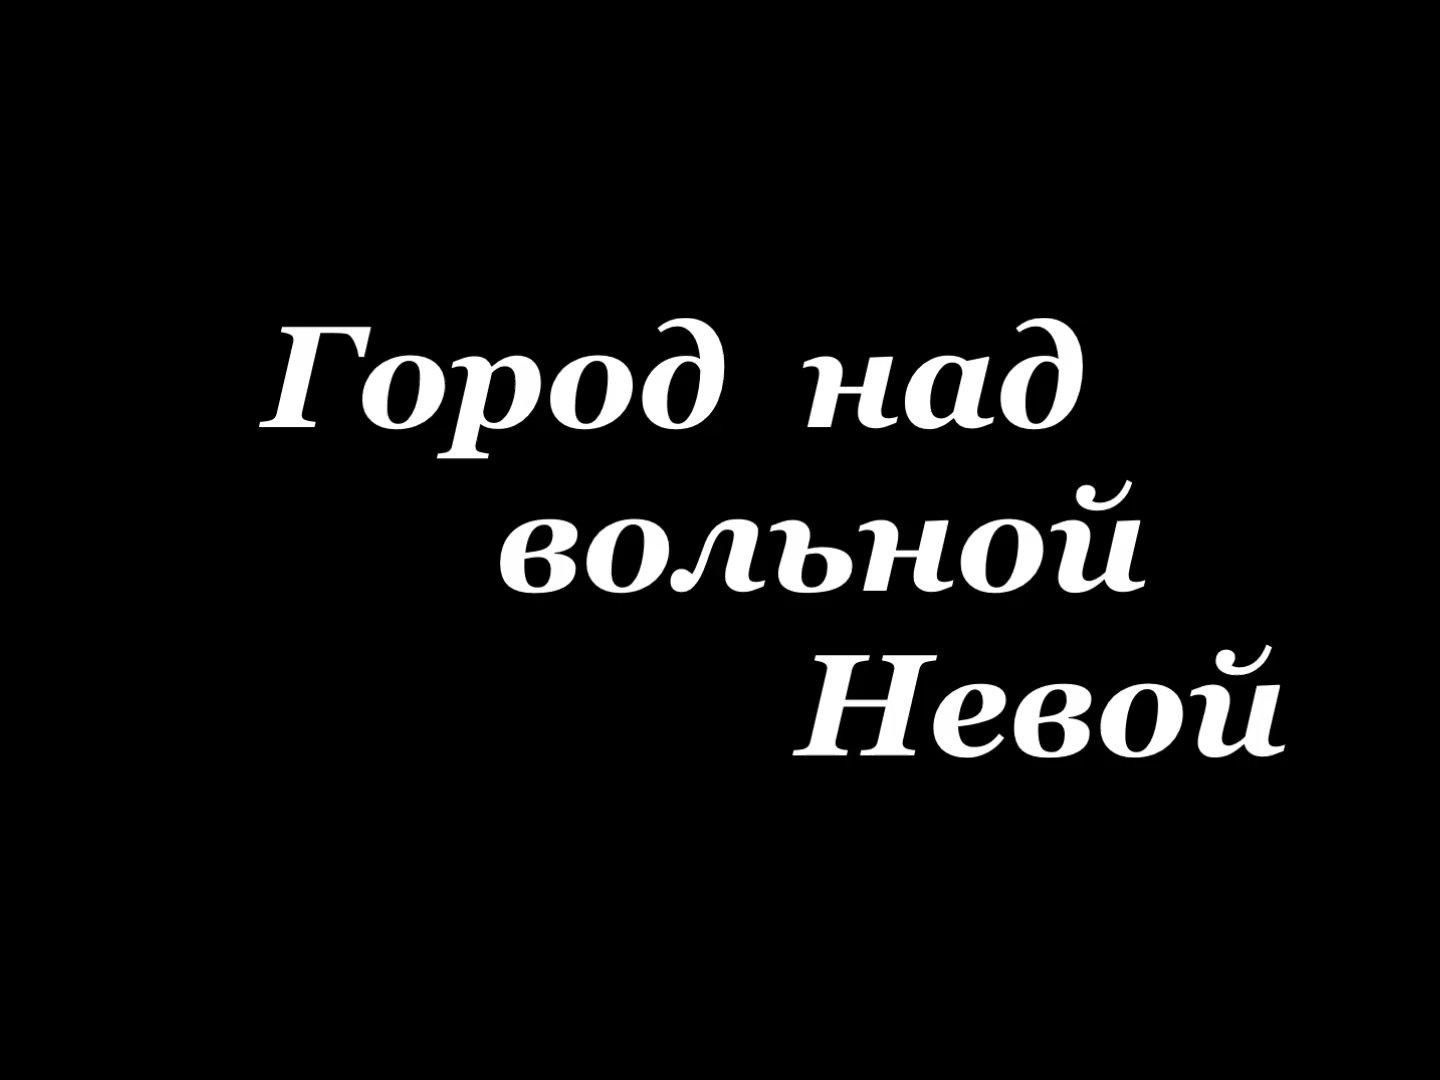 Город над
вольной
Невой